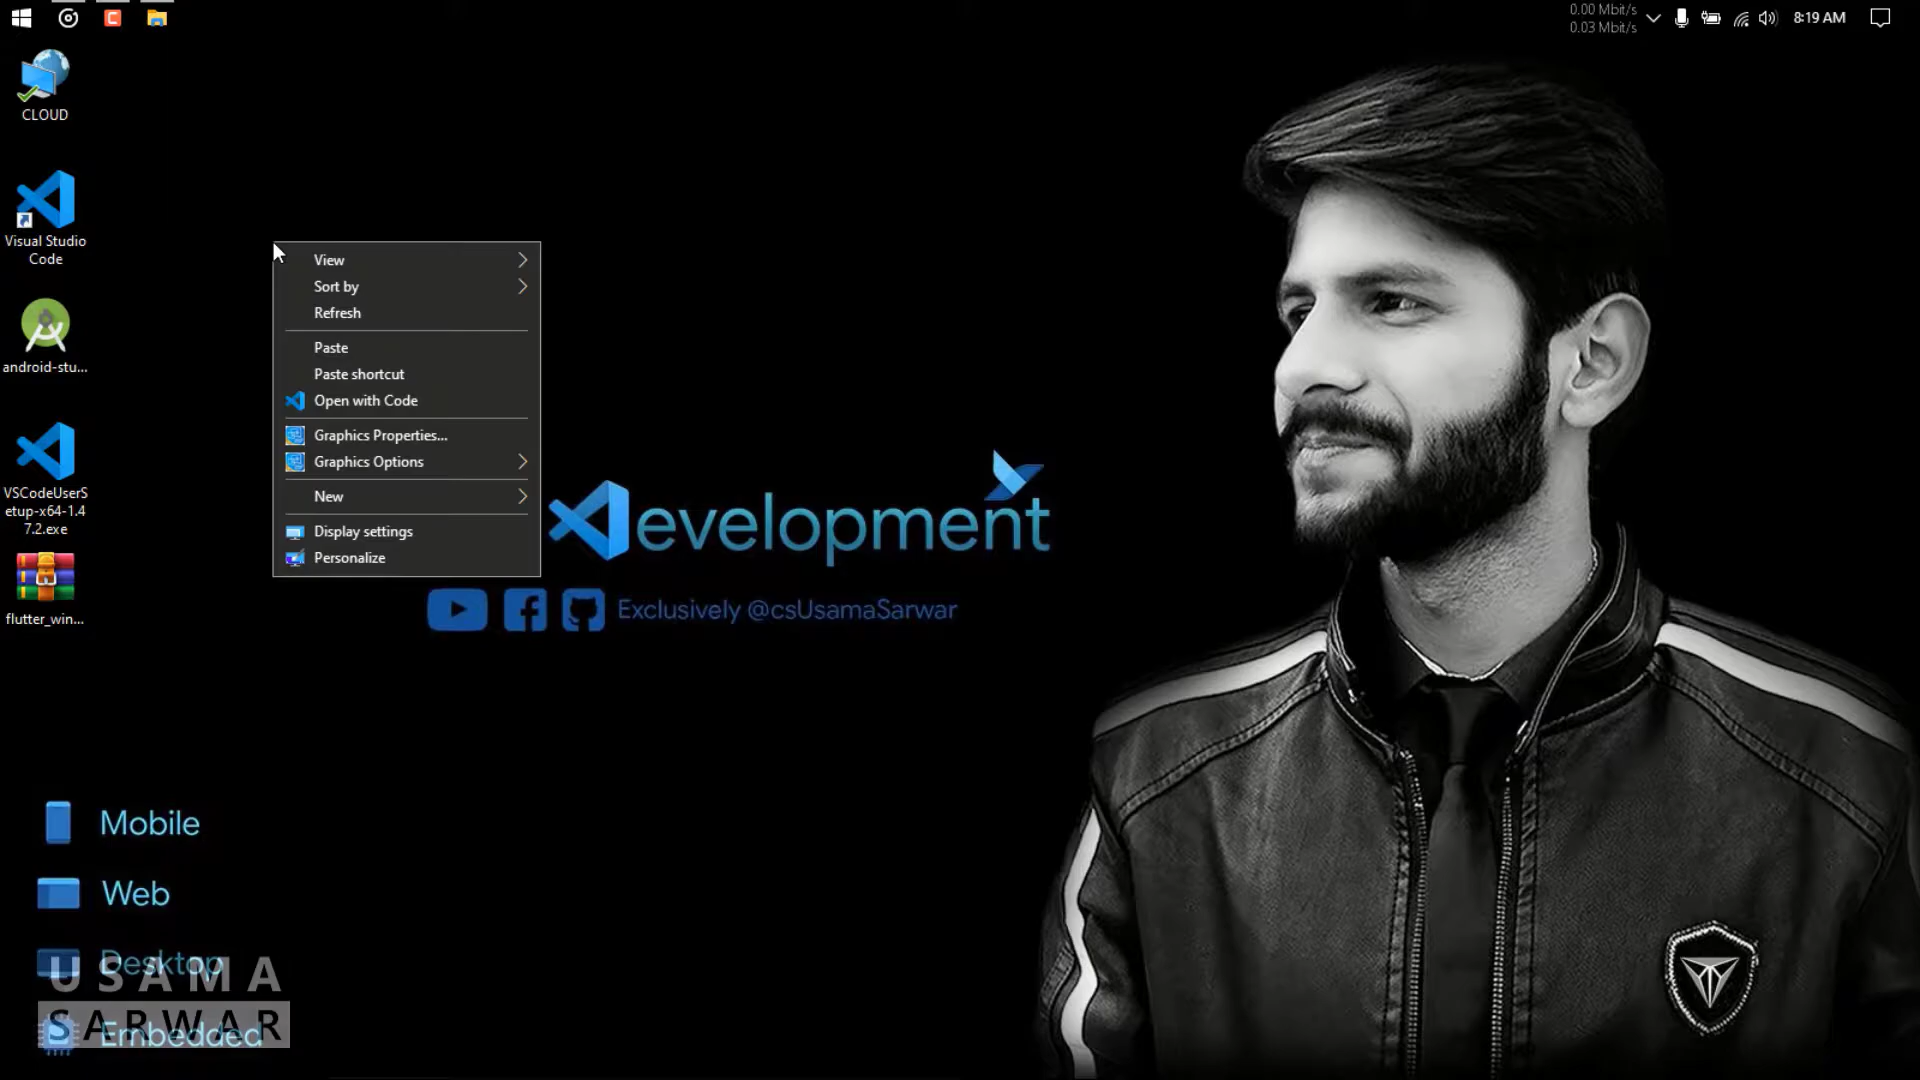 0.00 Mbit/s
0.03 Mbit/s
8:19 AM
CLOUD
Visual Studio
Code
android-stu...
VSCodeUserS
etup-x64-1.4
7.2.exe
flutter_win...
View
Sort by
Refresh
Paste
Paste shortcut
Open with Code
Graphics Properties...
Graphics Options
New
Display settings
Personalize
evelopment
Exclusively @csUsamaSarwar
Mobile
Web
Desktop
Embedded
USAMA
SARWAR